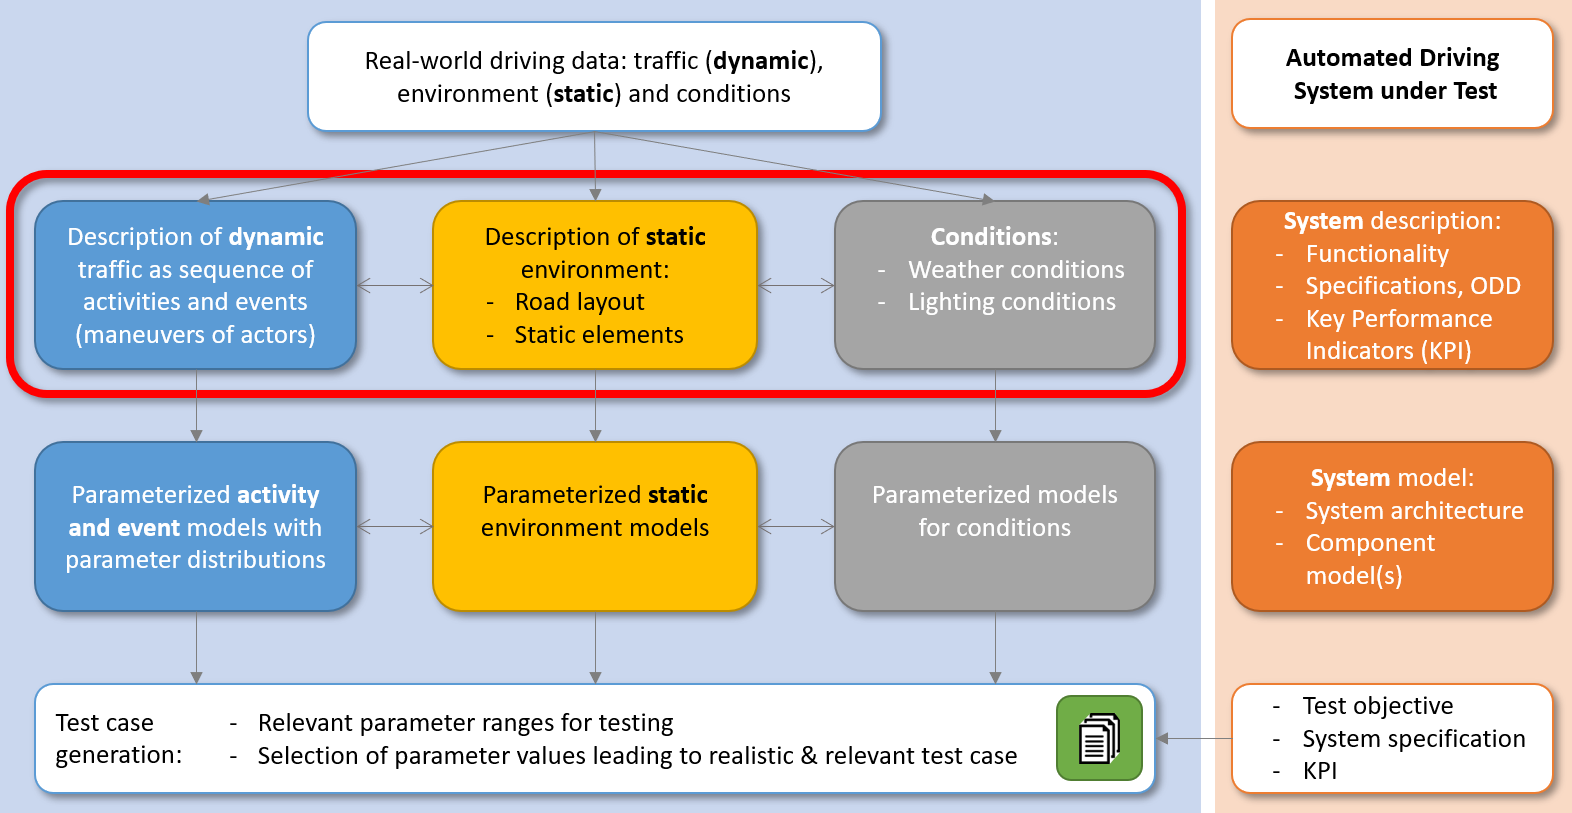 Real-world driving data: traffic (dynamic),
environment (static) and conditions
Automated Driving
System under Test
Description of dynamic
traffic as sequence of
activities and events
(maneuvers of actors)
Description of static
environment:
- Road layout
- Static elements
Conditions:
- Weather conditions
- Lighting conditions
System description:
- Functionality
- Specifications, ODD
- Key Performance
Indicators (KPI)
Parameterized activity
and event models with
parameter distributions
Parameterized static
environment models
Parameterized models
for conditions
System model:
- System architecture
- Component
model(s)
Test case
generation:
- Relevant parameter ranges for testing
- Selection of parameter values leading to realistic & relevant test case
- Test objective
- System specification
- KPI